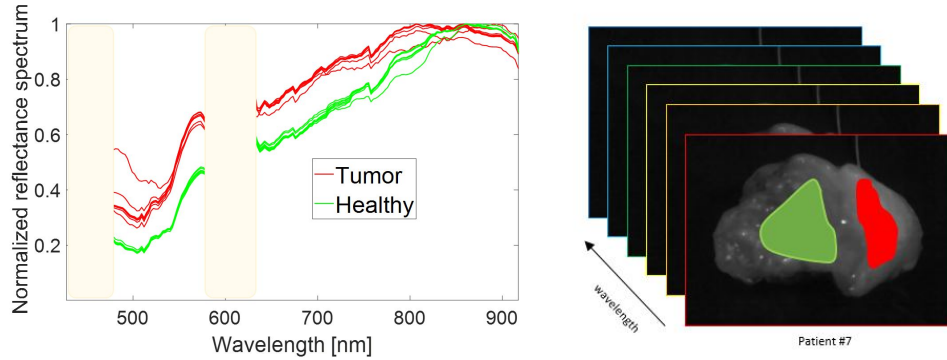 Normalized reflectance spectrum
1
0.8
0.6
0.4
0.2
500
600
700
800
900
Wavelength [nm]
Tumor
Healthy
wavelength
Patient #7